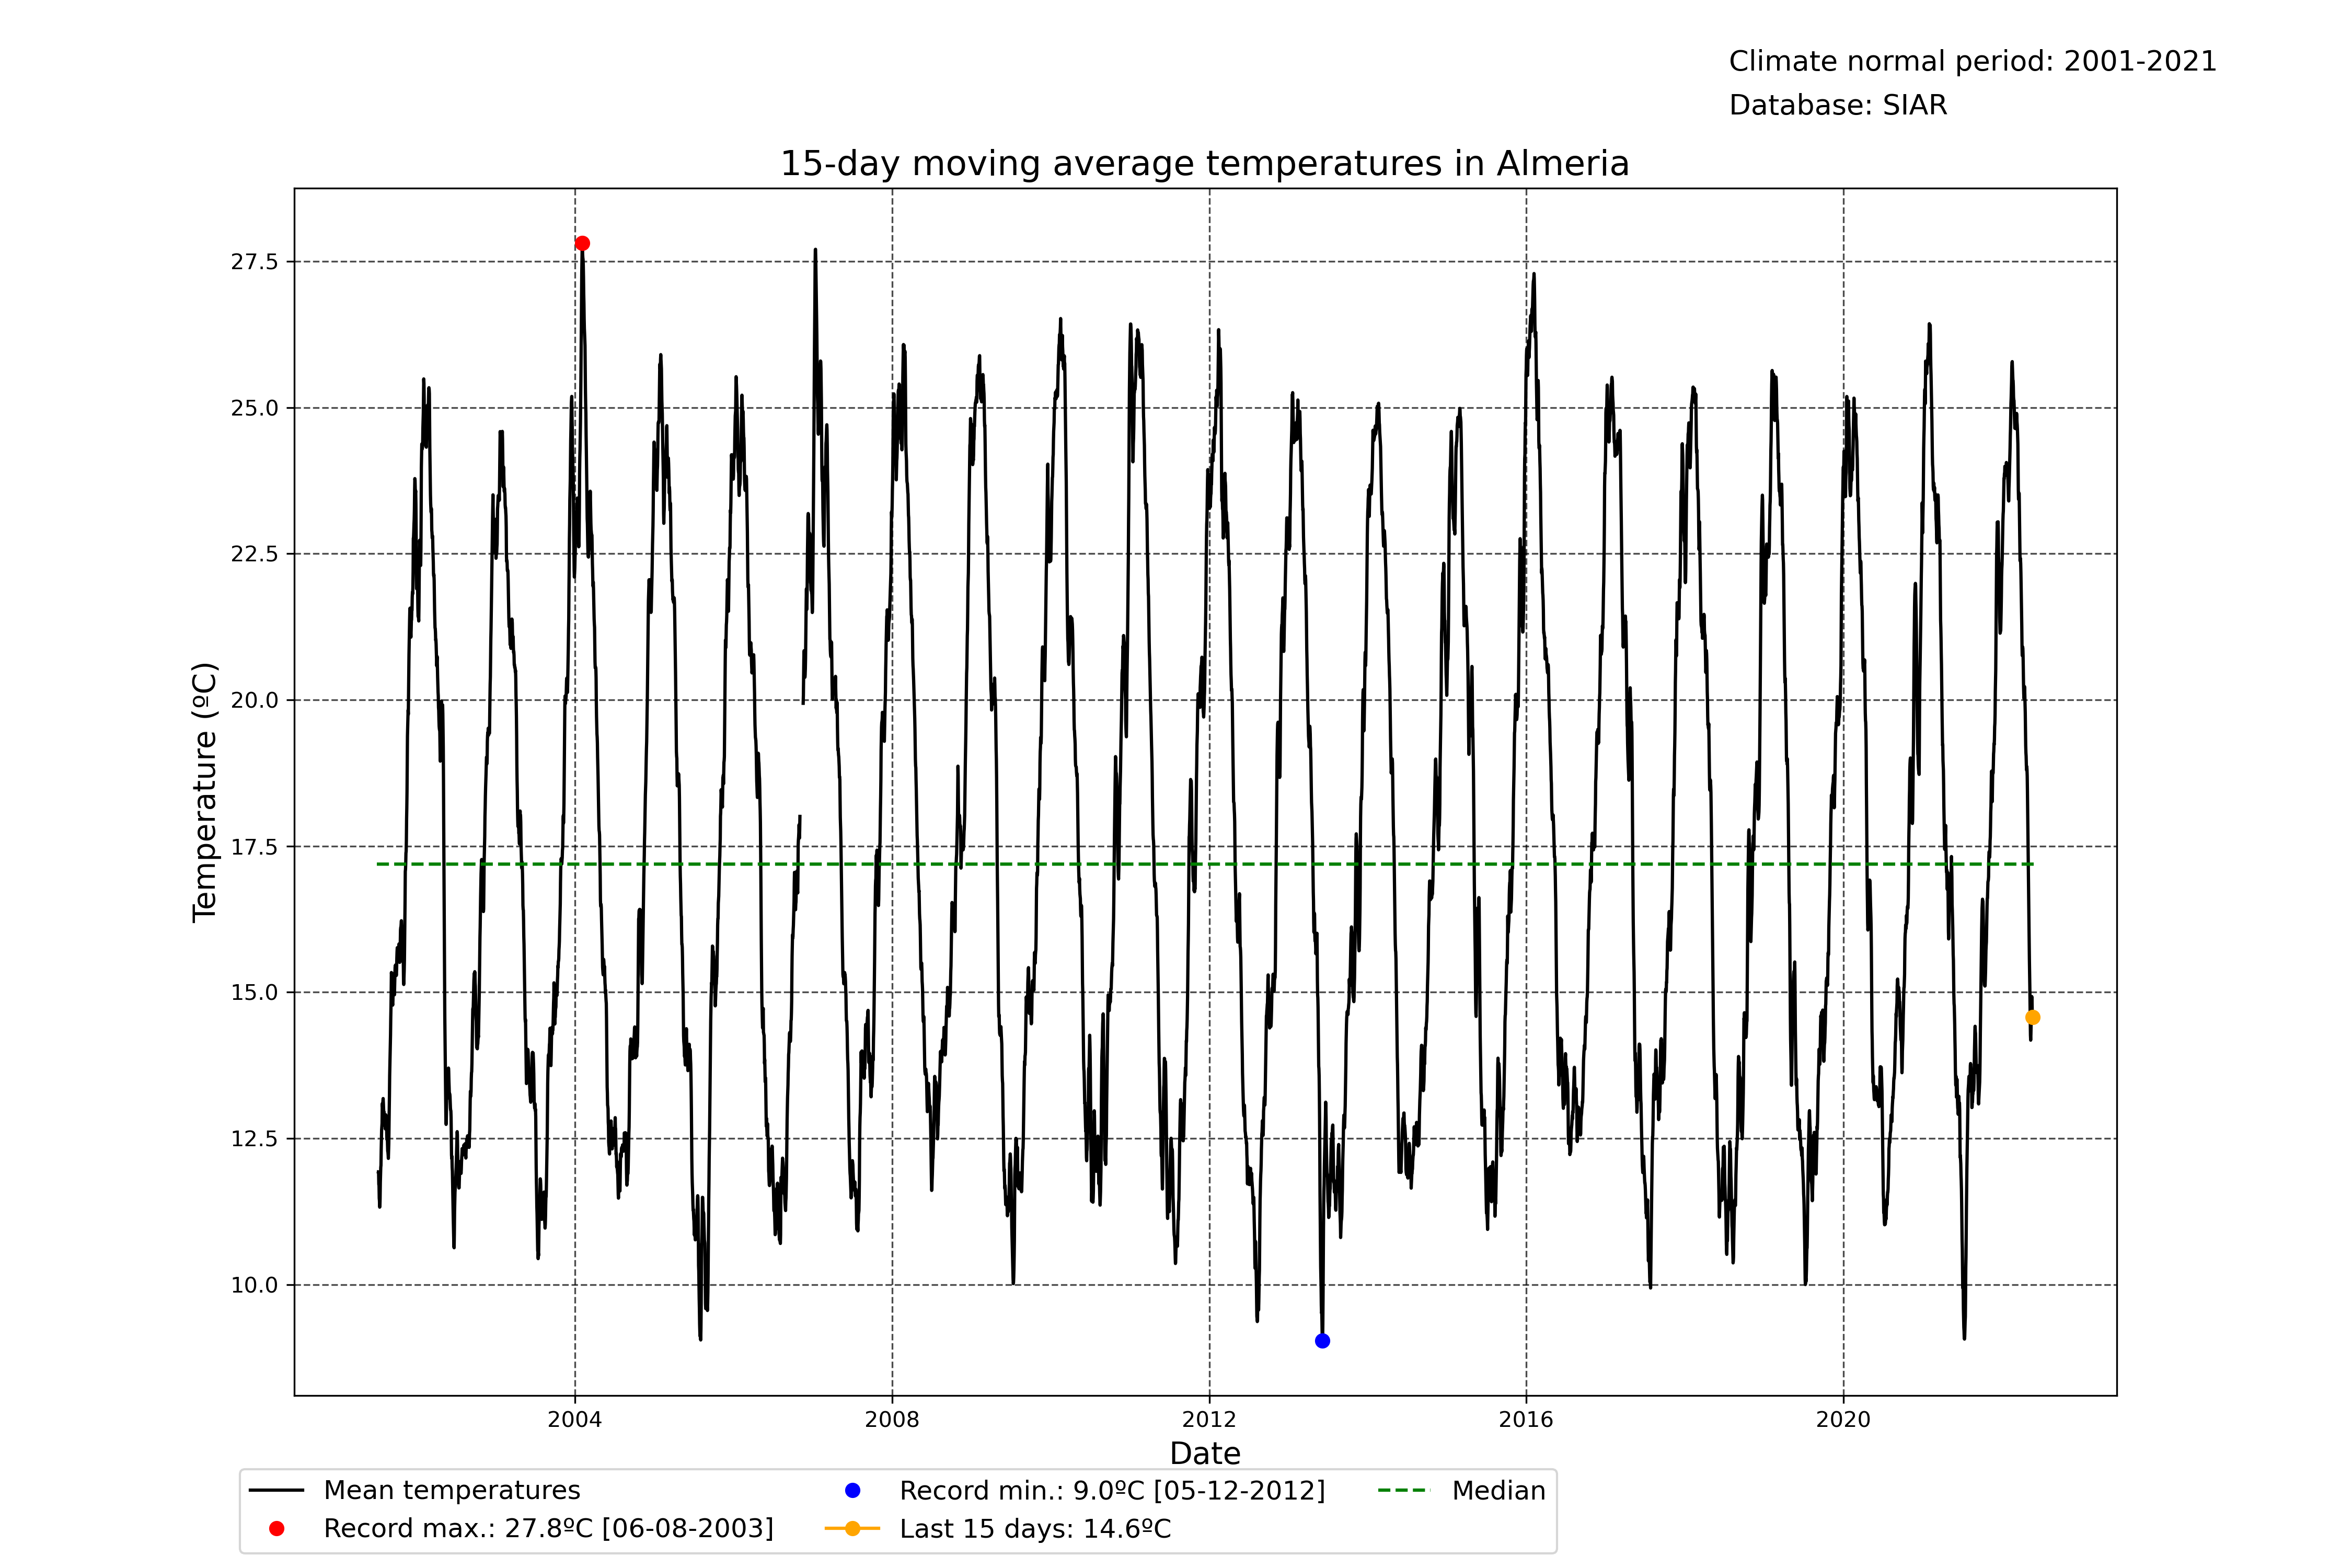 Climate normal period: 2001-2021
Database: SIAR
15-day moving average temperatures in Almeria
27.5
25.0
22.5
20.0
17.5
15.0
12.5
10.0
Temperature (ºC)
2004 2008 2012 2016 2020
Date
Mean temperatures Record min.: 9.0ºC [05-12-2012] Median
Record max.: 27.8ºC [06-08-2003] Last 15 days: 14.6ºC